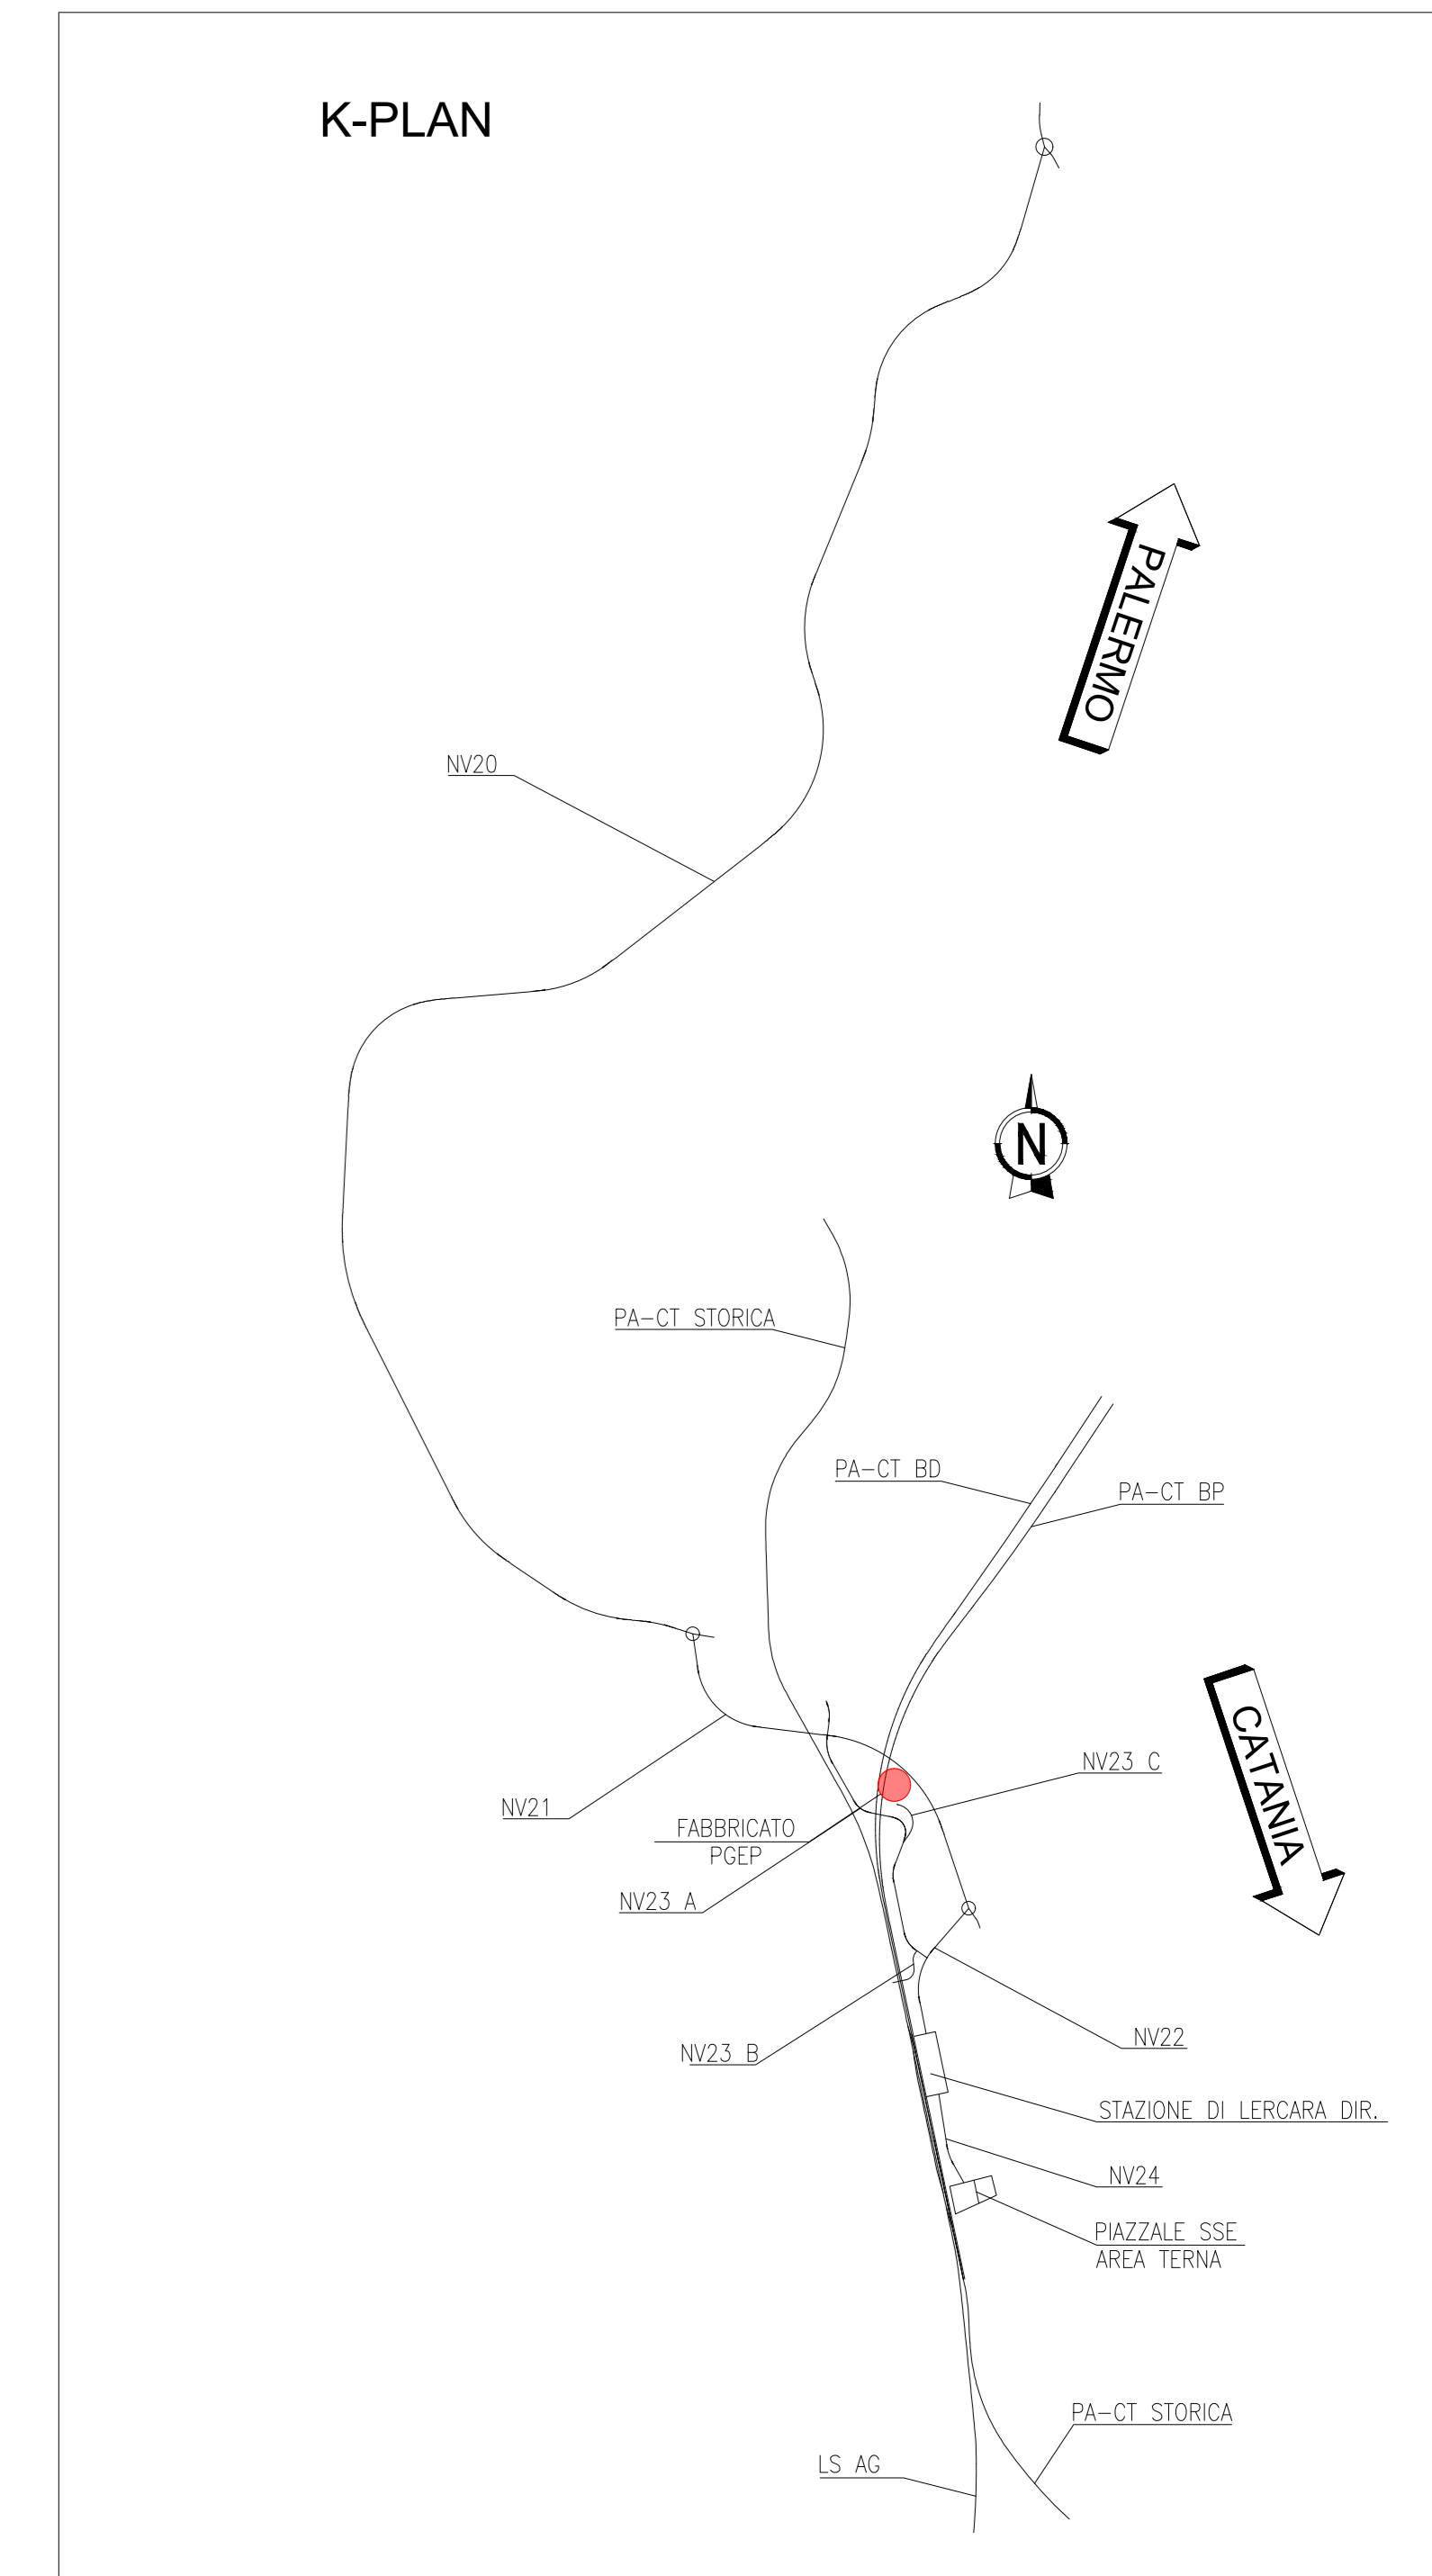 K-PLAN
PALERMO
NV20
N
PA-CT STORICA
PA-CT BD
PA-CT BP
CATANIA
NV23 C
NV21
FABBRICATO
PGEP
NV23 A
NV22
NV23 B
STAZIONE DI LERCARA DIR.
NV24
PIAZZALE SSE
AREA TERNA
PA-CT STORICA
LS AG